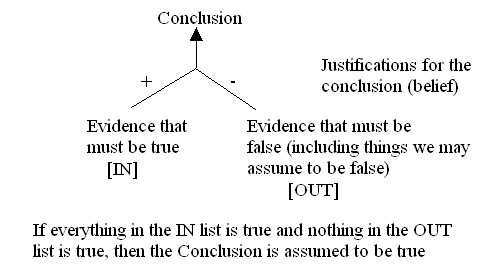 Conclusion
+
-
Justifications for the
conclusion (belief)
Evidence that
must be true
[IN]
Evidence that must be
false (including things we may
assume to be false)
[OUT]
If everything in the IN list is true and nothing in the OUT
list is true, then the Conclusion is assumed to be true